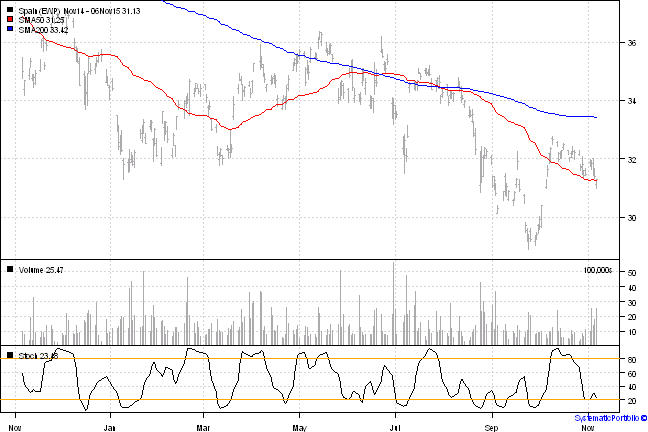 Spain (EWP) Nov14 - 06Nov15 31.13
SMA50 31.25
SMA200 33.42
36
34
32
30
Volume 25.47
100,000s
50
40
30
20
10
Stoch 23.48
80
60
40
20
Nov Jan Mar May Jul Sep Nov
SystematicPortfolio ©